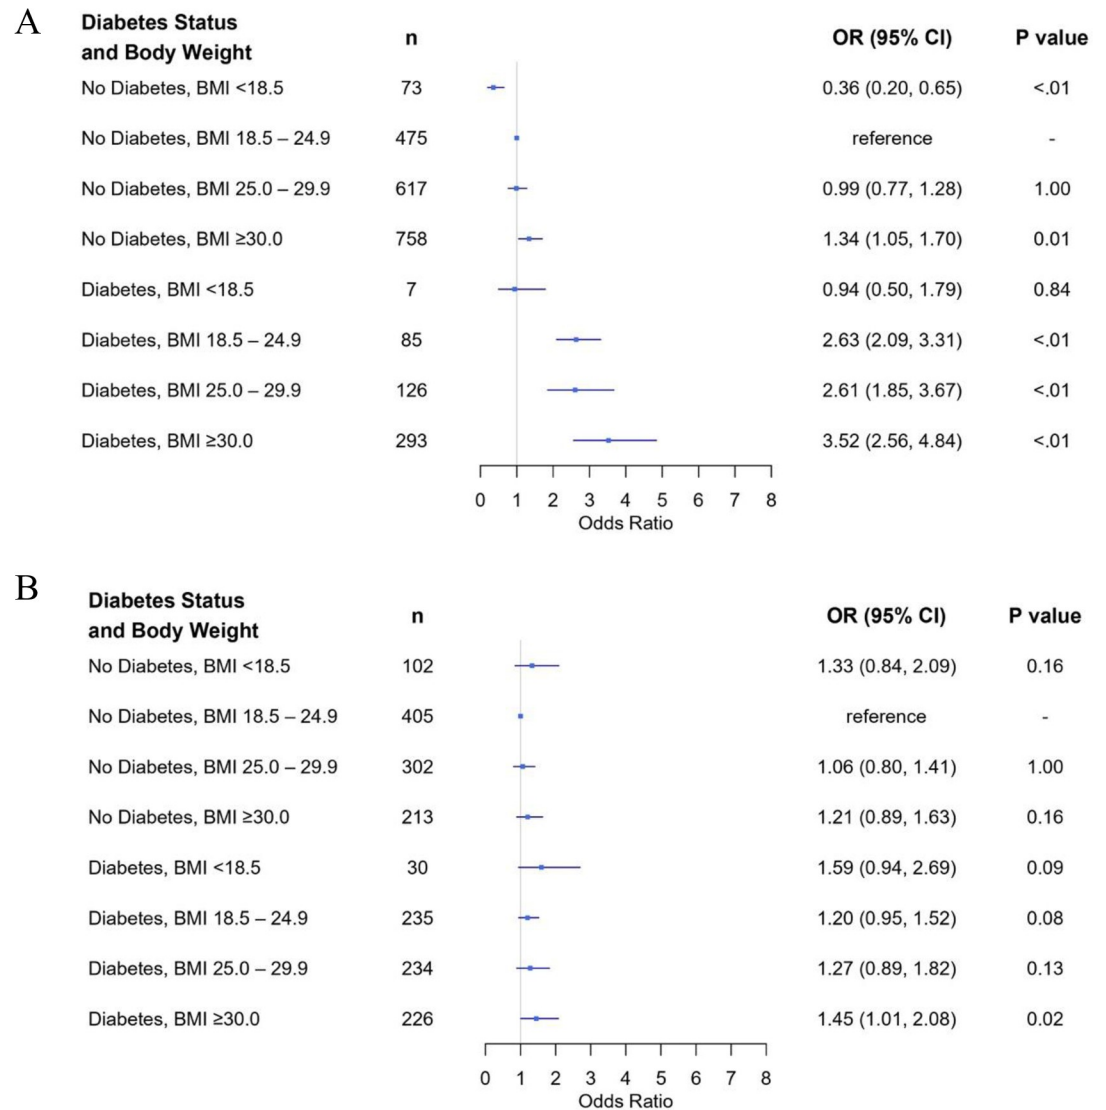 A
Diabetes Status
and Body Weight
n
OR (95% CI)
P value
No Diabetes, BMI <18.5 73 0.36 (0.20, 0.65) <.01
No Diabetes, BMI 18.5 – 24.9 475 reference -
No Diabetes, BMI 25.0 – 29.9 617 0.99 (0.77, 1.28) 1.00
No Diabetes, BMI ≥30.0 758 1.34 (1.05, 1.70) 0.01
Diabetes, BMI <18.5 7 0.94 (0.50, 1.79) 0.84
Diabetes, BMI 18.5 – 24.9 85 2.63 (2.09, 3.31) <.01
Diabetes, BMI 25.0 – 29.9 126 2.61 (1.85, 3.67) <.01
Diabetes, BMI ≥30.0 293 3.52 (2.56, 4.84) <.01
0 1 2 3 4 5 6 7 8
Odds Ratio
B
Diabetes Status
and Body Weight
n
OR (95% CI)
P value
No Diabetes, BMI <18.5 102 1.33 (0.84, 2.09) 0.16
No Diabetes, BMI 18.5 – 24.9 405 reference -
No Diabetes, BMI 25.0 – 29.9 302 1.06 (0.80, 1.41) 1.00
No Diabetes, BMI ≥30.0 213 1.21 (0.89, 1.63) 0.16
Diabetes, BMI <18.5 30 1.59 (0.94, 2.69) 0.09
Diabetes, BMI 18.5 – 24.9 235 1.20 (0.95, 1.52) 0.08
Diabetes, BMI 25.0 – 29.9 234 1.27 (0.89, 1.82) 0.13
Diabetes, BMI ≥30.0 226 1.45 (1.01, 2.08) 0.02
0 1 2 3 4 5 6 7 8
Odds Ratio